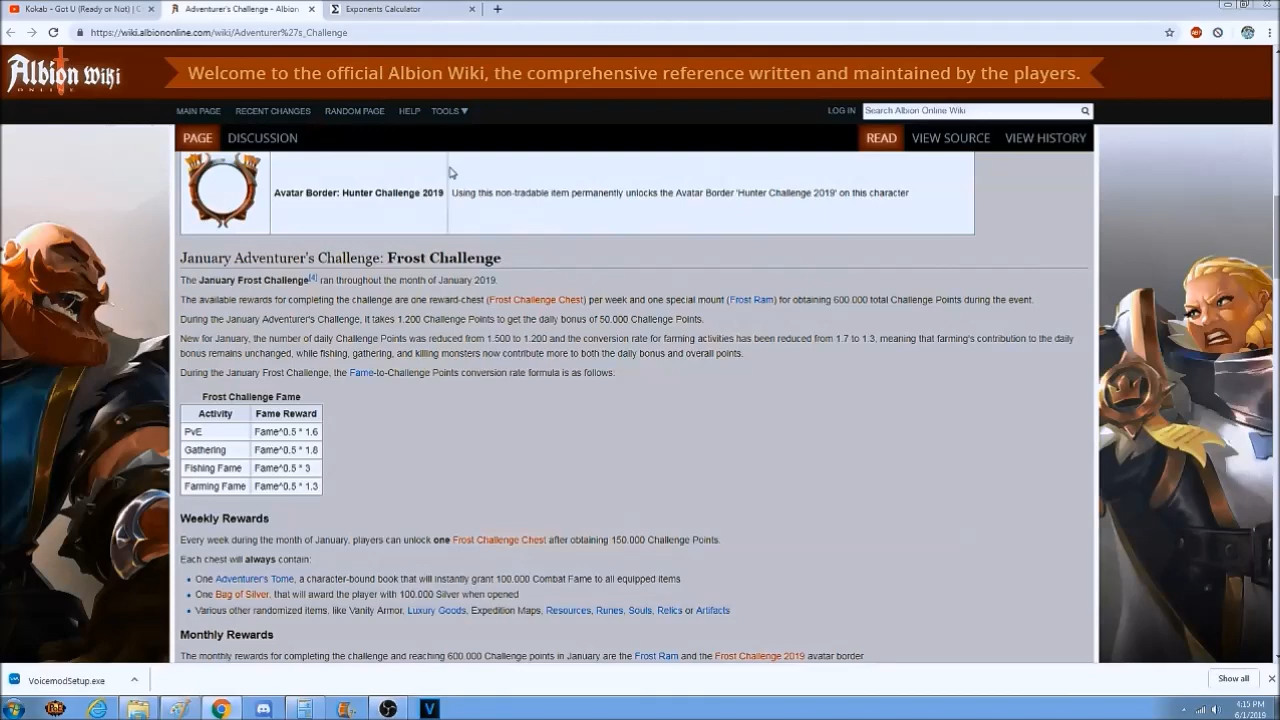 Kokab - Got U (Ready or Not) | C
Adventurer's Challenge - Albion
Exponents Calculator
https://wiki.albiononline.com/wiki/Adventurer%27s_Challenge
Albion Wiki
ONLINE
Welcome to the official Albion Wiki, the comprehensive reference written and maintained by the players.
MAIN PAGE RECENT CHANGES RANDOM PAGE HELP TOOLS
LOG IN Search Albion Online Wiki
PAGE DISCUSSION READ VIEW SOURCE VIEW HISTORY
Avatar Border: Hunter Challenge 2019 Using this non-tradable item permanently unlocks the Avatar Border 'Hunter Challenge 2019' on this character
January Adventurer's Challenge: Frost Challenge
The January Frost Challenge[4] ran throughout the month of January 2019.
The available rewards for completing the challenge are one reward-chest (Frost Challenge Chest) per week and one special mount (Frost Ram) for obtaining 600.000 total Challenge Points during the event.
During the January Adventurer's Challenge, it takes 1.200 Challenge Points to get the daily bonus of 50.000 Challenge Points.
New for January, the number of daily Challenge Points was reduced from 1.500 to 1.200 and the conversion rate for farming activities has been reduced from 1.7 to 1.3, meaning that farming's contribution to the daily
bonus remains unchanged, while fishing, gathering, and killing monsters now contribute more to both the daily bonus and overall points.
During the January Frost Challenge, the Fame-to-Challenge Points conversion rate formula is as follows:
Frost Challenge Fame
Activity Fame Reward
PvE Fame^0.5 * 1.6
Gathering Fame^0.5 * 1.8
Fishing Fame Fame^0.5 * 3
Farming Fame Fame^0.5 * 1.3
Weekly Rewards
Every week during the month of January, players can unlock one Frost Challenge Chest after obtaining 150.000 Challenge Points.
Each chest will always contain:
One Adventurer's Tome, a character-bound book that will instantly grant 100.000 Combat Fame to all equipped items
One Bag of Silver, that will award the player with 100.000 Silver when opened
Various other randomized items, like Vanity Armor, Luxury Goods, Expedition Maps, Resources, Runes, Souls, Relics or Artifacts
Monthly Rewards
The monthly rewards for completing the challenge and reaching 600.000 Challenge points in January are the Frost Ram and the Frost Challenge 2019 avatar border
VoicemodSetup.exe
Show all
4:15 PM
6/1/2019